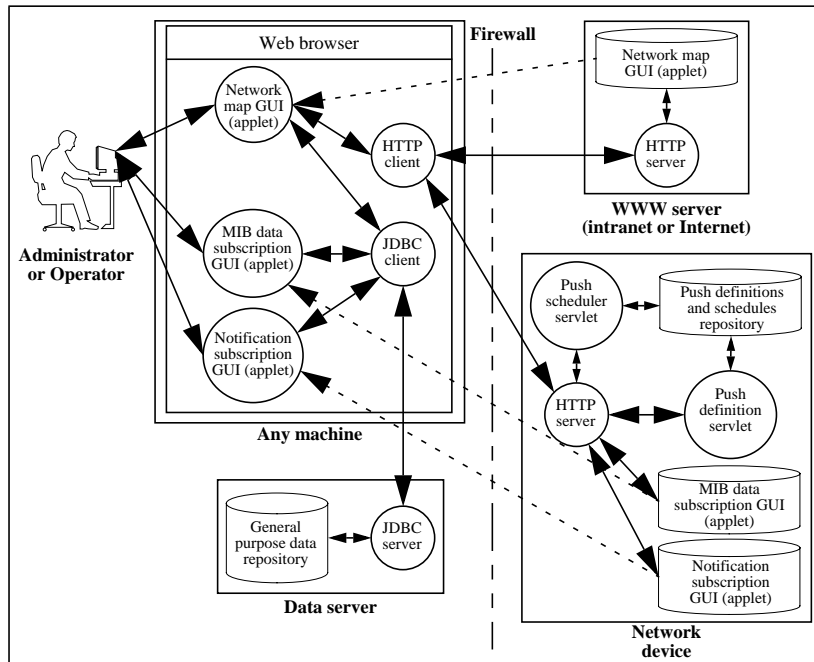 Web browser
Firewall
Network
map GUI
(applet)
HTTP
client
MIB data
subscription
GUI (applet)
JDBC
client
Notification
subscription
GUI (applet)
Any machine
Administrator
or Operator
General
purpose data
repository
JDBC
server
Data server
Network map
GUI (applet)
HTTP
server
WWW server
(intranet or Internet)
Push
scheduler
servlet
Push definitions
and schedules
repository
HTTP
server
Push
definition
servlet
MIB data
subscription GUI
(applet)
Notification
subscription
GUI (applet)
Network
device